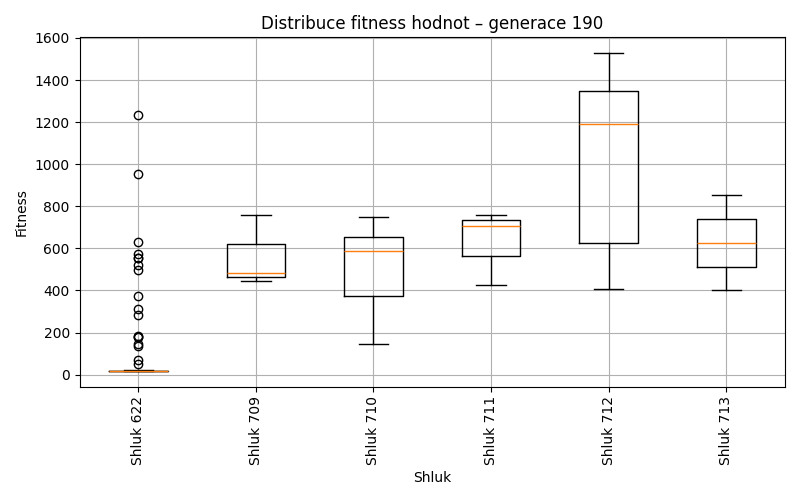 Distribuce fitness hodnot – generace 190
Fitness
1600
1400
1200
1000
800
600
400
200
0
Shluk 622
Shluk 709
Shluk 710
Shluk 711
Shluk 712
Shluk 713
Shluk